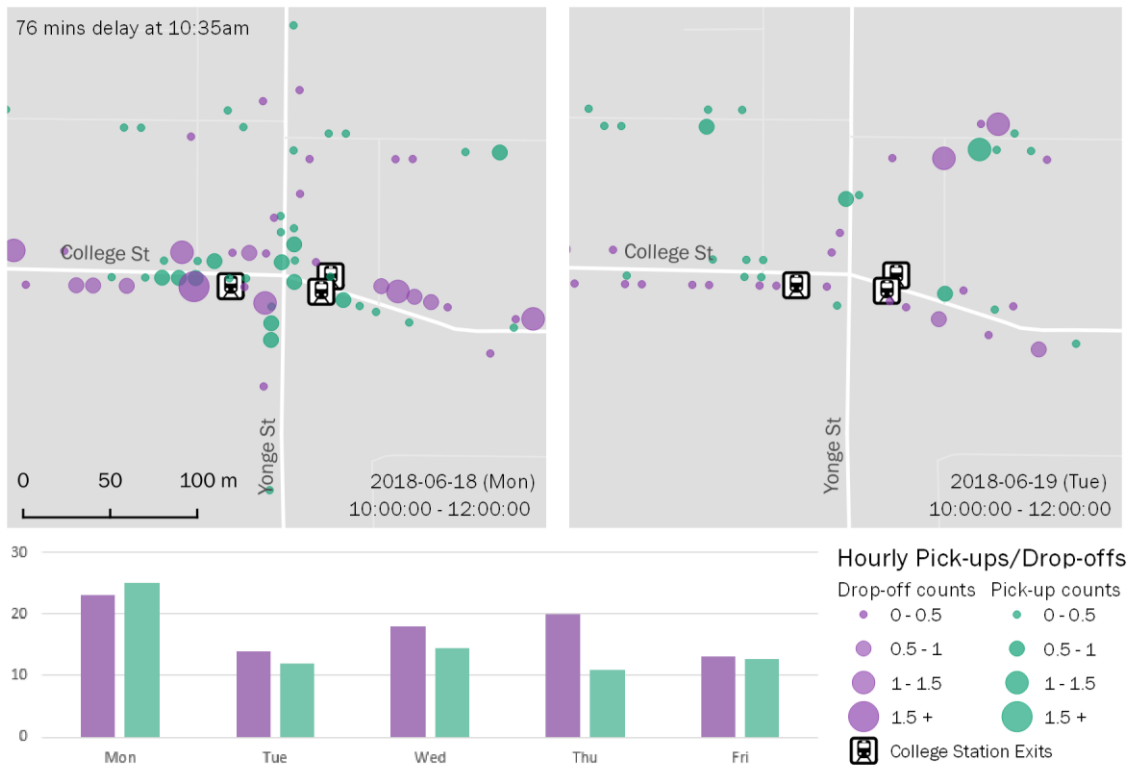 76 mins delay at 10:35am
College St
Yonge St
0 50 100 m
2018-06-18 (Mon)
10:00:00 - 12:00:00
College St
Yonge St
2018-06-19 (Tue)
10:00:00 - 12:00:00
30
20
10
0
Mon Tue Wed Thu Fri
Hourly Pick-ups/Drop-offs
Drop-off counts Pick-up counts
0 - 0.5 0 - 0.5
0.5 - 1 0.5 - 1
1 - 1.5 1 - 1.5
1.5 + 1.5 +
College Station Exits